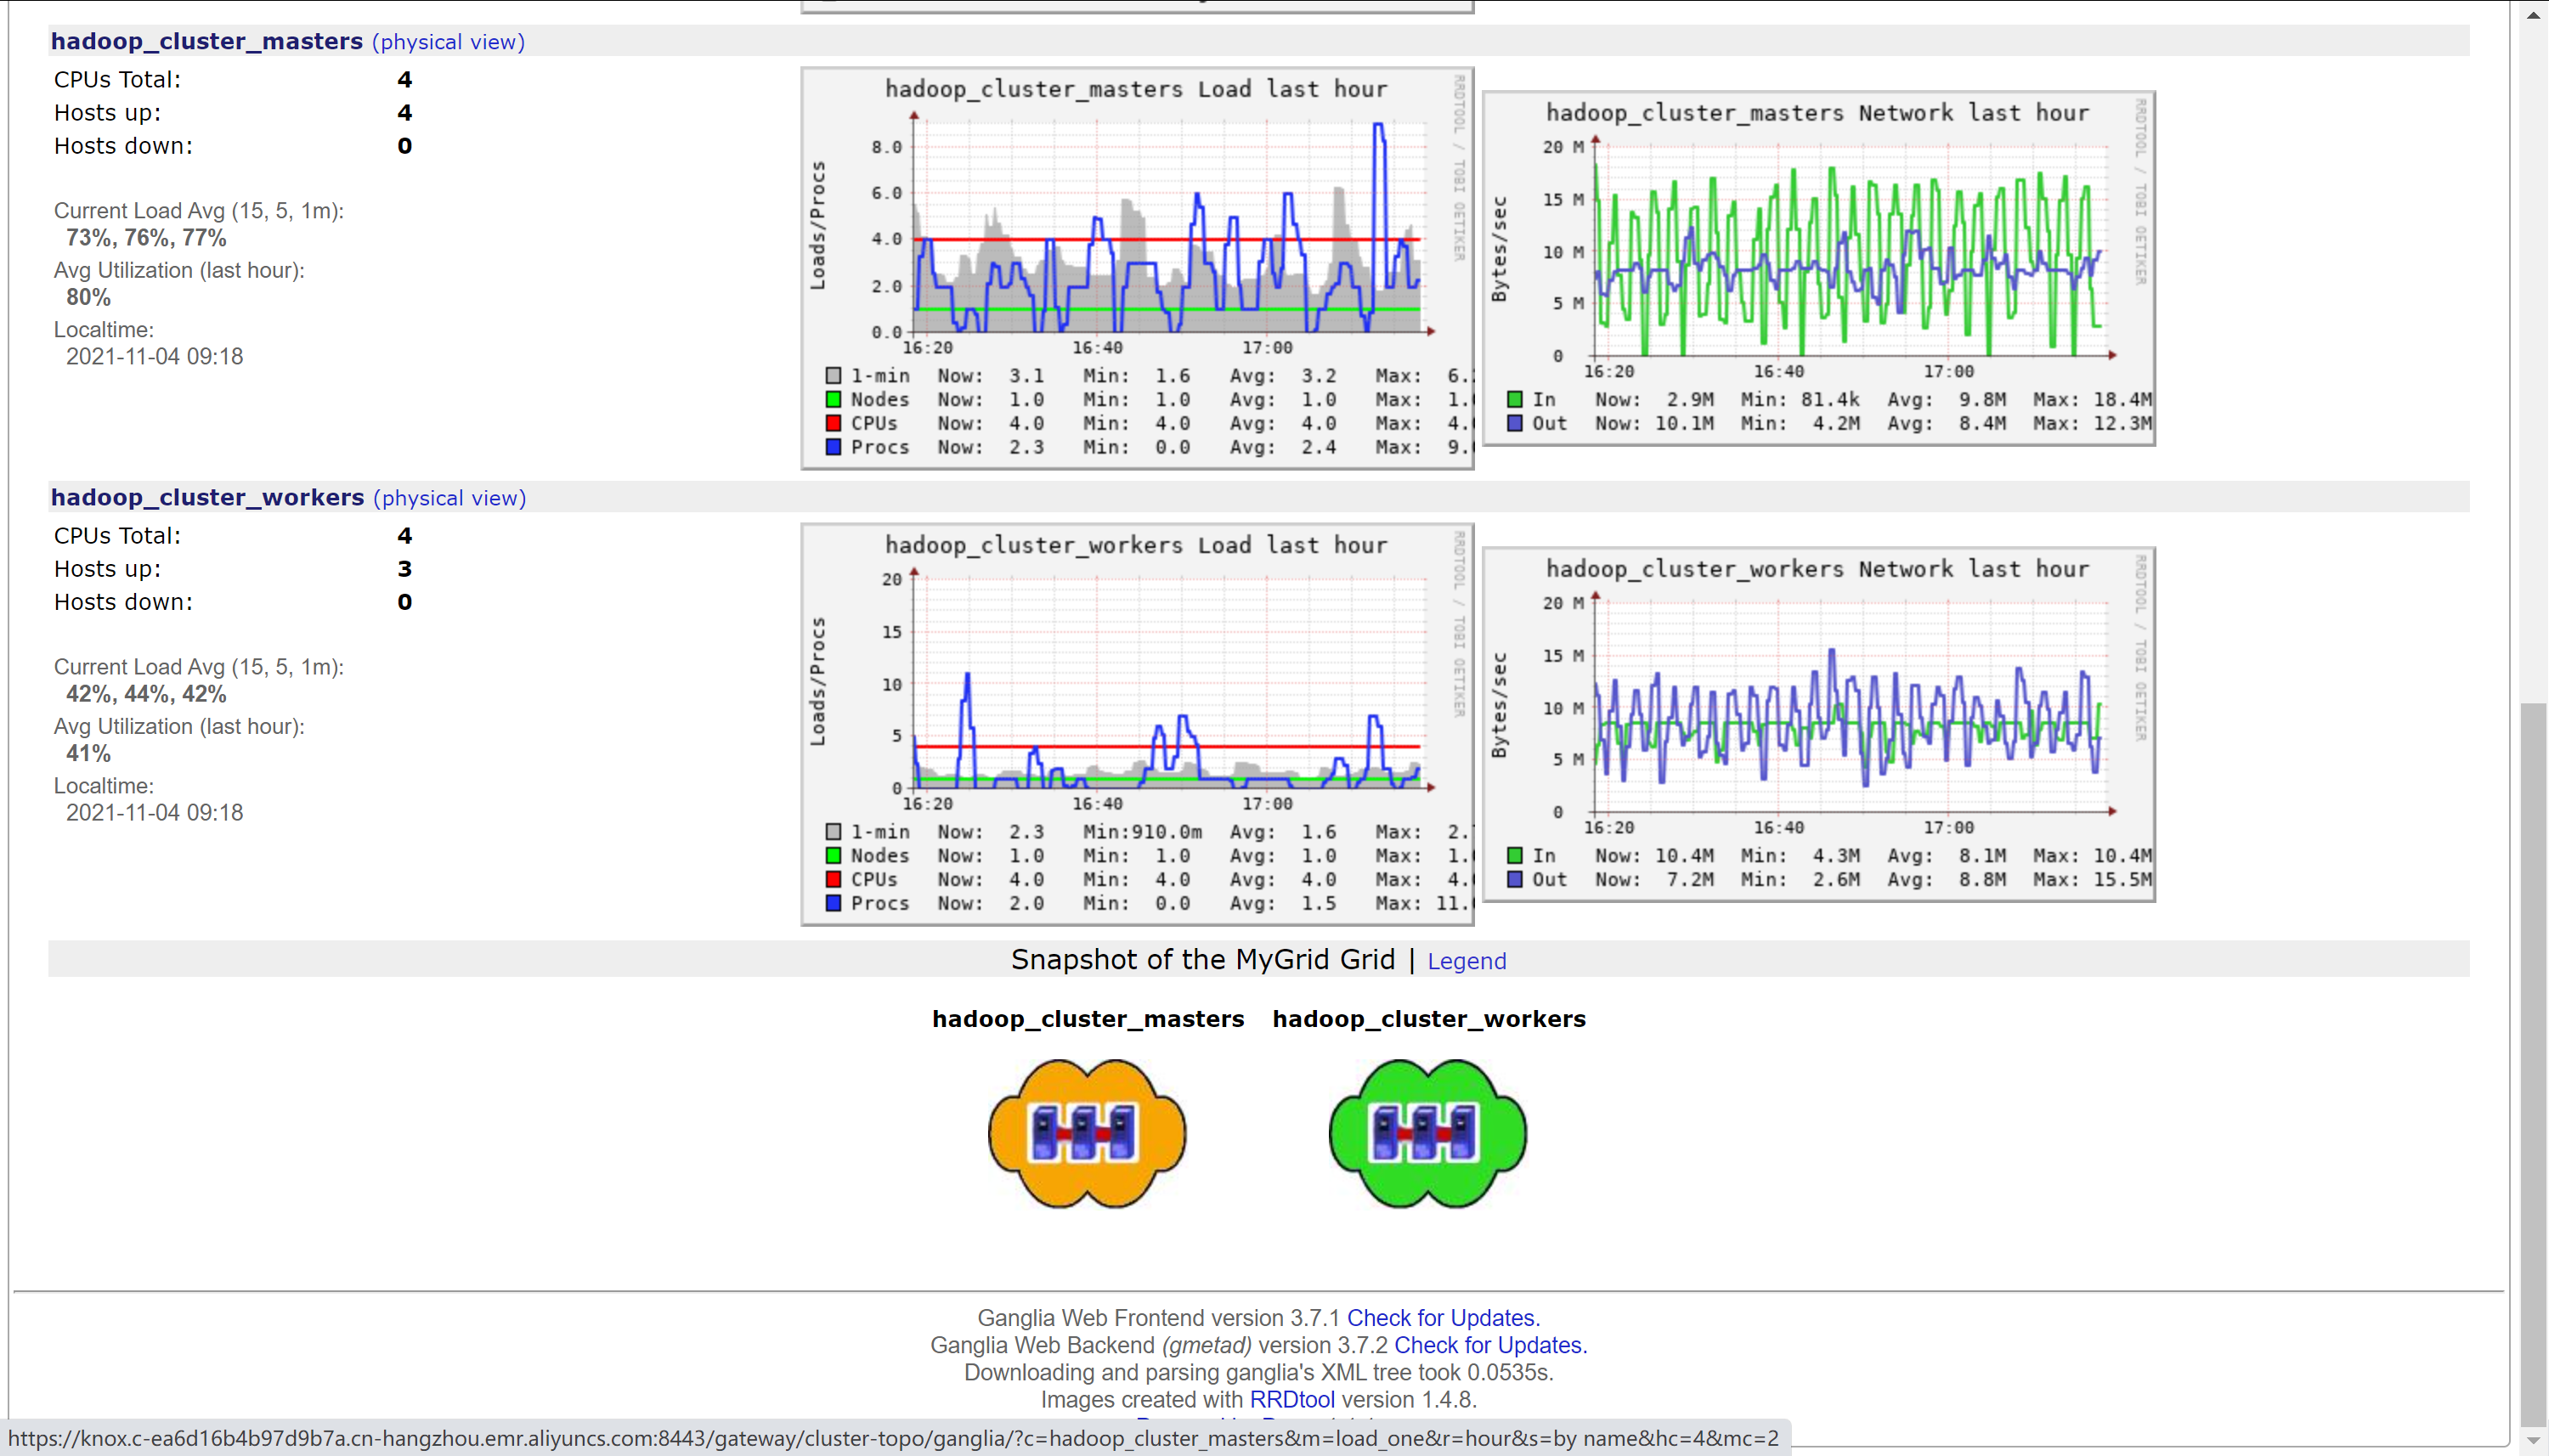 hadoop_cluster_masters (physical view)
CPUs Total: 4
Hosts up: 4
Hosts down: 0
Current Load Avg (15, 5, 1m):
73%, 76%, 77%
Avg Utilization (last hour):
80%
Localtime:
2021-11-04 09:18
hadoop_cluster_masters Load last hour
RRDTOOL / TOBI OETIKER
Loads/Procs
8.0
6.0
4.0
2.0
0.0
16:20 16:40 17:00
1-min Now: 3.1 Min: 1.6 Avg: 3.2 Max: 6.
Nodes Now: 1.0 Min: 1.0 Avg: 1.0 Max: 1.
CPUs Now: 4.0 Min: 4.0 Avg: 4.0 Max: 4.
Procs Now: 2.3 Min: 0.0 Avg: 2.4 Max: 9.
hadoop_cluster_masters Network last hour
RRDTOOL / TOBI OETIKER
Bytes/sec
20 M
15 M
10 M
5 M
0
16:20 16:40 17:00
In Now: 2.9M Min: 81.4k Avg: 9.8M Max: 18.4M
Out Now: 10.1M Min: 4.2M Avg: 8.4M Max: 12.3M
hadoop_cluster_workers (physical view)
CPUs Total: 4
Hosts up: 3
Hosts down: 0
Current Load Avg (15, 5, 1m):
42%, 44%, 42%
Avg Utilization (last hour):
41%
Localtime:
2021-11-04 09:18
hadoop_cluster_workers Load last hour
RRDTOOL / TOBI OETIKER
Loads/Procs
20
15
10
5
0
16:20 16:40 17:00
1-min Now: 2.3 Min:910.0m Avg: 1.6 Max: 2.
Nodes Now: 1.0 Min: 1.0 Avg: 1.0 Max: 1.
CPUs Now: 4.0 Min: 4.0 Avg: 4.0 Max: 4.
Procs Now: 2.0 Min: 0.0 Avg: 1.5 Max: 11.
hadoop_cluster_workers Network last hour
RRDTOOL / TOBI OETIKER
Bytes/sec
20 M
15 M
10 M
5 M
0
16:20 16:40 17:00
In Now: 10.4M Min: 4.3M Avg: 8.1M Max: 10.4M
Out Now: 7.2M Min: 2.6M Avg: 8.8M Max: 15.5M
Snapshot of the MyGrid Grid | Legend
hadoop_cluster_masters hadoop_cluster_workers
Ganglia Web Frontend version 3.7.1 Check for Updates.
Ganglia Web Backend (gmetad) version 3.7.2 Check for Updates.
Downloading and parsing ganglia's XML tree took 0.0535s.
Images created with RRDtool version 1.4.8.
https://knox.c-ea6d16b4b97d9b7a.cn-hangzhou.emr.aliyuncs.com:8443/gateway/cluster-topo/ganglia/?c=hadoop_cluster_masters&m=load_one&r=hour&s=by name&hc=4&mc=2